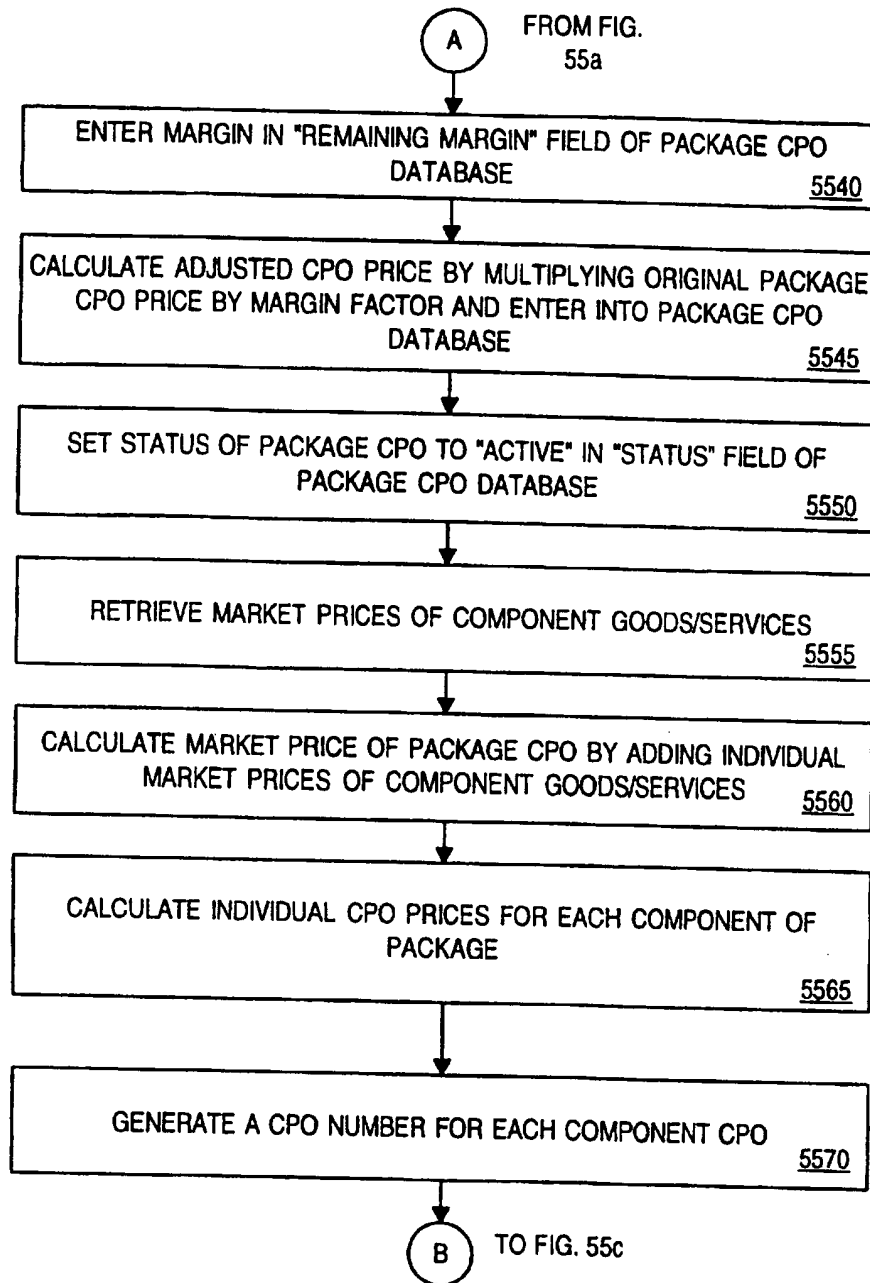 A
FROM FIG.
55a
ENTER MARGIN IN "REMAINING MARGIN" FIELD OF PACKAGE CPO
DATABASE
5540
CALCULATE ADJUSTED CPO PRICE BY MULTIPLYING ORIGINAL PACKAGE
CPO PRICE BY MARGIN FACTOR AND ENTER INTO PACKAGE CPO
DATABASE
5545
SET STATUS OF PACKAGE CPO TO "ACTIVE" IN "STATUS" FIELD OF
PACKAGE CPO DATABASE
5550
RETRIEVE MARKET PRICES OF COMPONENT GOODS/SERVICES
5555
CALCULATE MARKET PRICE OF PACKAGE CPO BY ADDING INDIVIDUAL
MARKET PRICES OF COMPONENT GOODS/SERVICES
5560
CALCULATE INDIVIDUAL CPO PRICES FOR EACH COMPONENT OF
PACKAGE
5565
GENERATE A CPO NUMBER FOR EACH COMPONENT CPO
5570
B
TO FIG. 55c